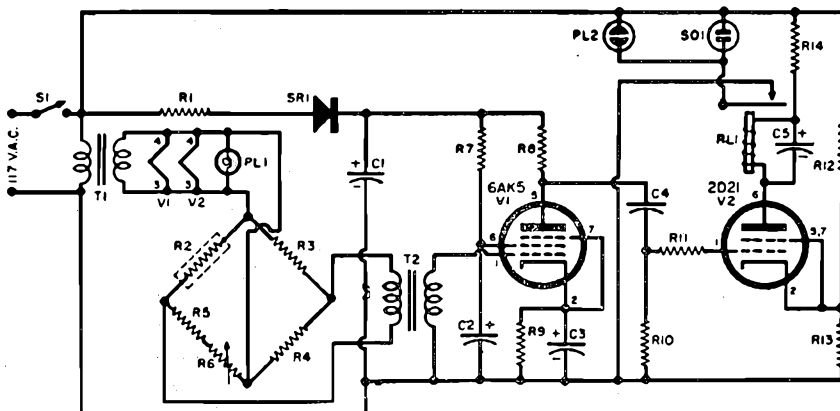 PL2
SO1
R14
S1
R1
SR1
117 V.A.C.
T1
4
3
V1
4
3
V2
PL1
+
C1
-
R7
R8
6AK5
V1
5
7
6
1
2
C4
RL1
C5
+
-
R12
2D21
V2
6
5,7
1
2
R11
R2
R3
R5
R6
R4
T2
C2
+
R9
+
C3
-
R10
R13